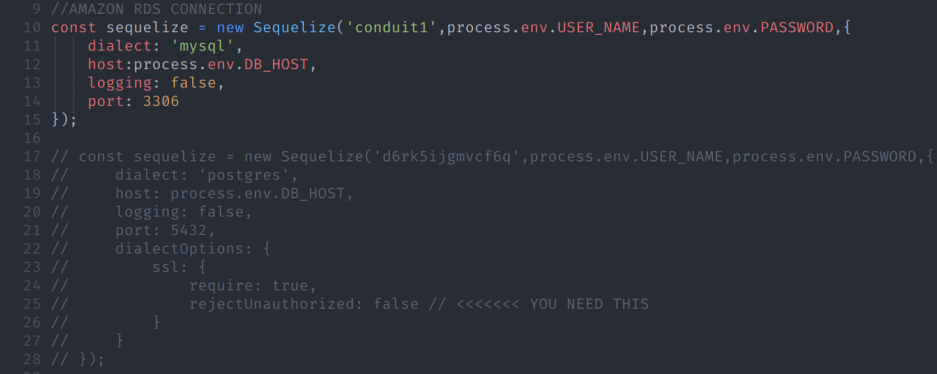 9 //AMAZON RDS CONNECTION
10 const sequelize = new Sequelize('conduit1',process.env.USER_NAME,process.env.PASSWORD,{
11     dialect: 'mysql',
12     host:process.env.DB_HOST,
13     logging: false,
14     port: 3306
15 });
16
17 // const sequelize = new Sequelize('d6rk5ijgmvcf6q',process.env.USER_NAME,process.env.PASSWORD,{
18 //     dialect: 'postgres',
19 //     host: process.env.DB_HOST,
20 //     logging: false,
21 //     port: 5432,
22 //     dialectOptions: {
23 //         ssl: {
24 //             require: true,
25 //             rejectUnauthorized: false // <<<<<<< YOU NEED THIS
26 //         }
27 //     }
28 // });